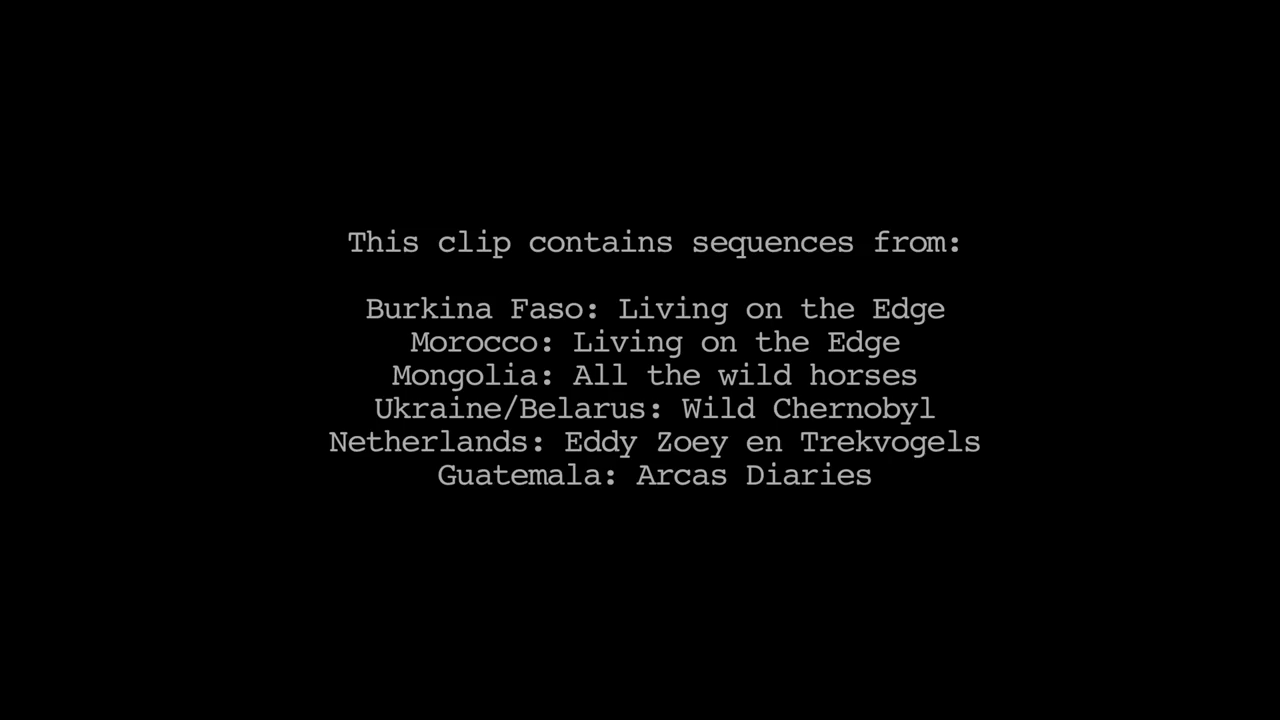 This clip contains sequences from:
Burkina Faso: Living on the Edge
Morocco: Living on the Edge
Mongolia: All the wild horses
Ukraine/Belarus: Wild Chernobyl
Netherlands: Eddy Zoey en Trekvogels
Guatemala: Arcas Diaries